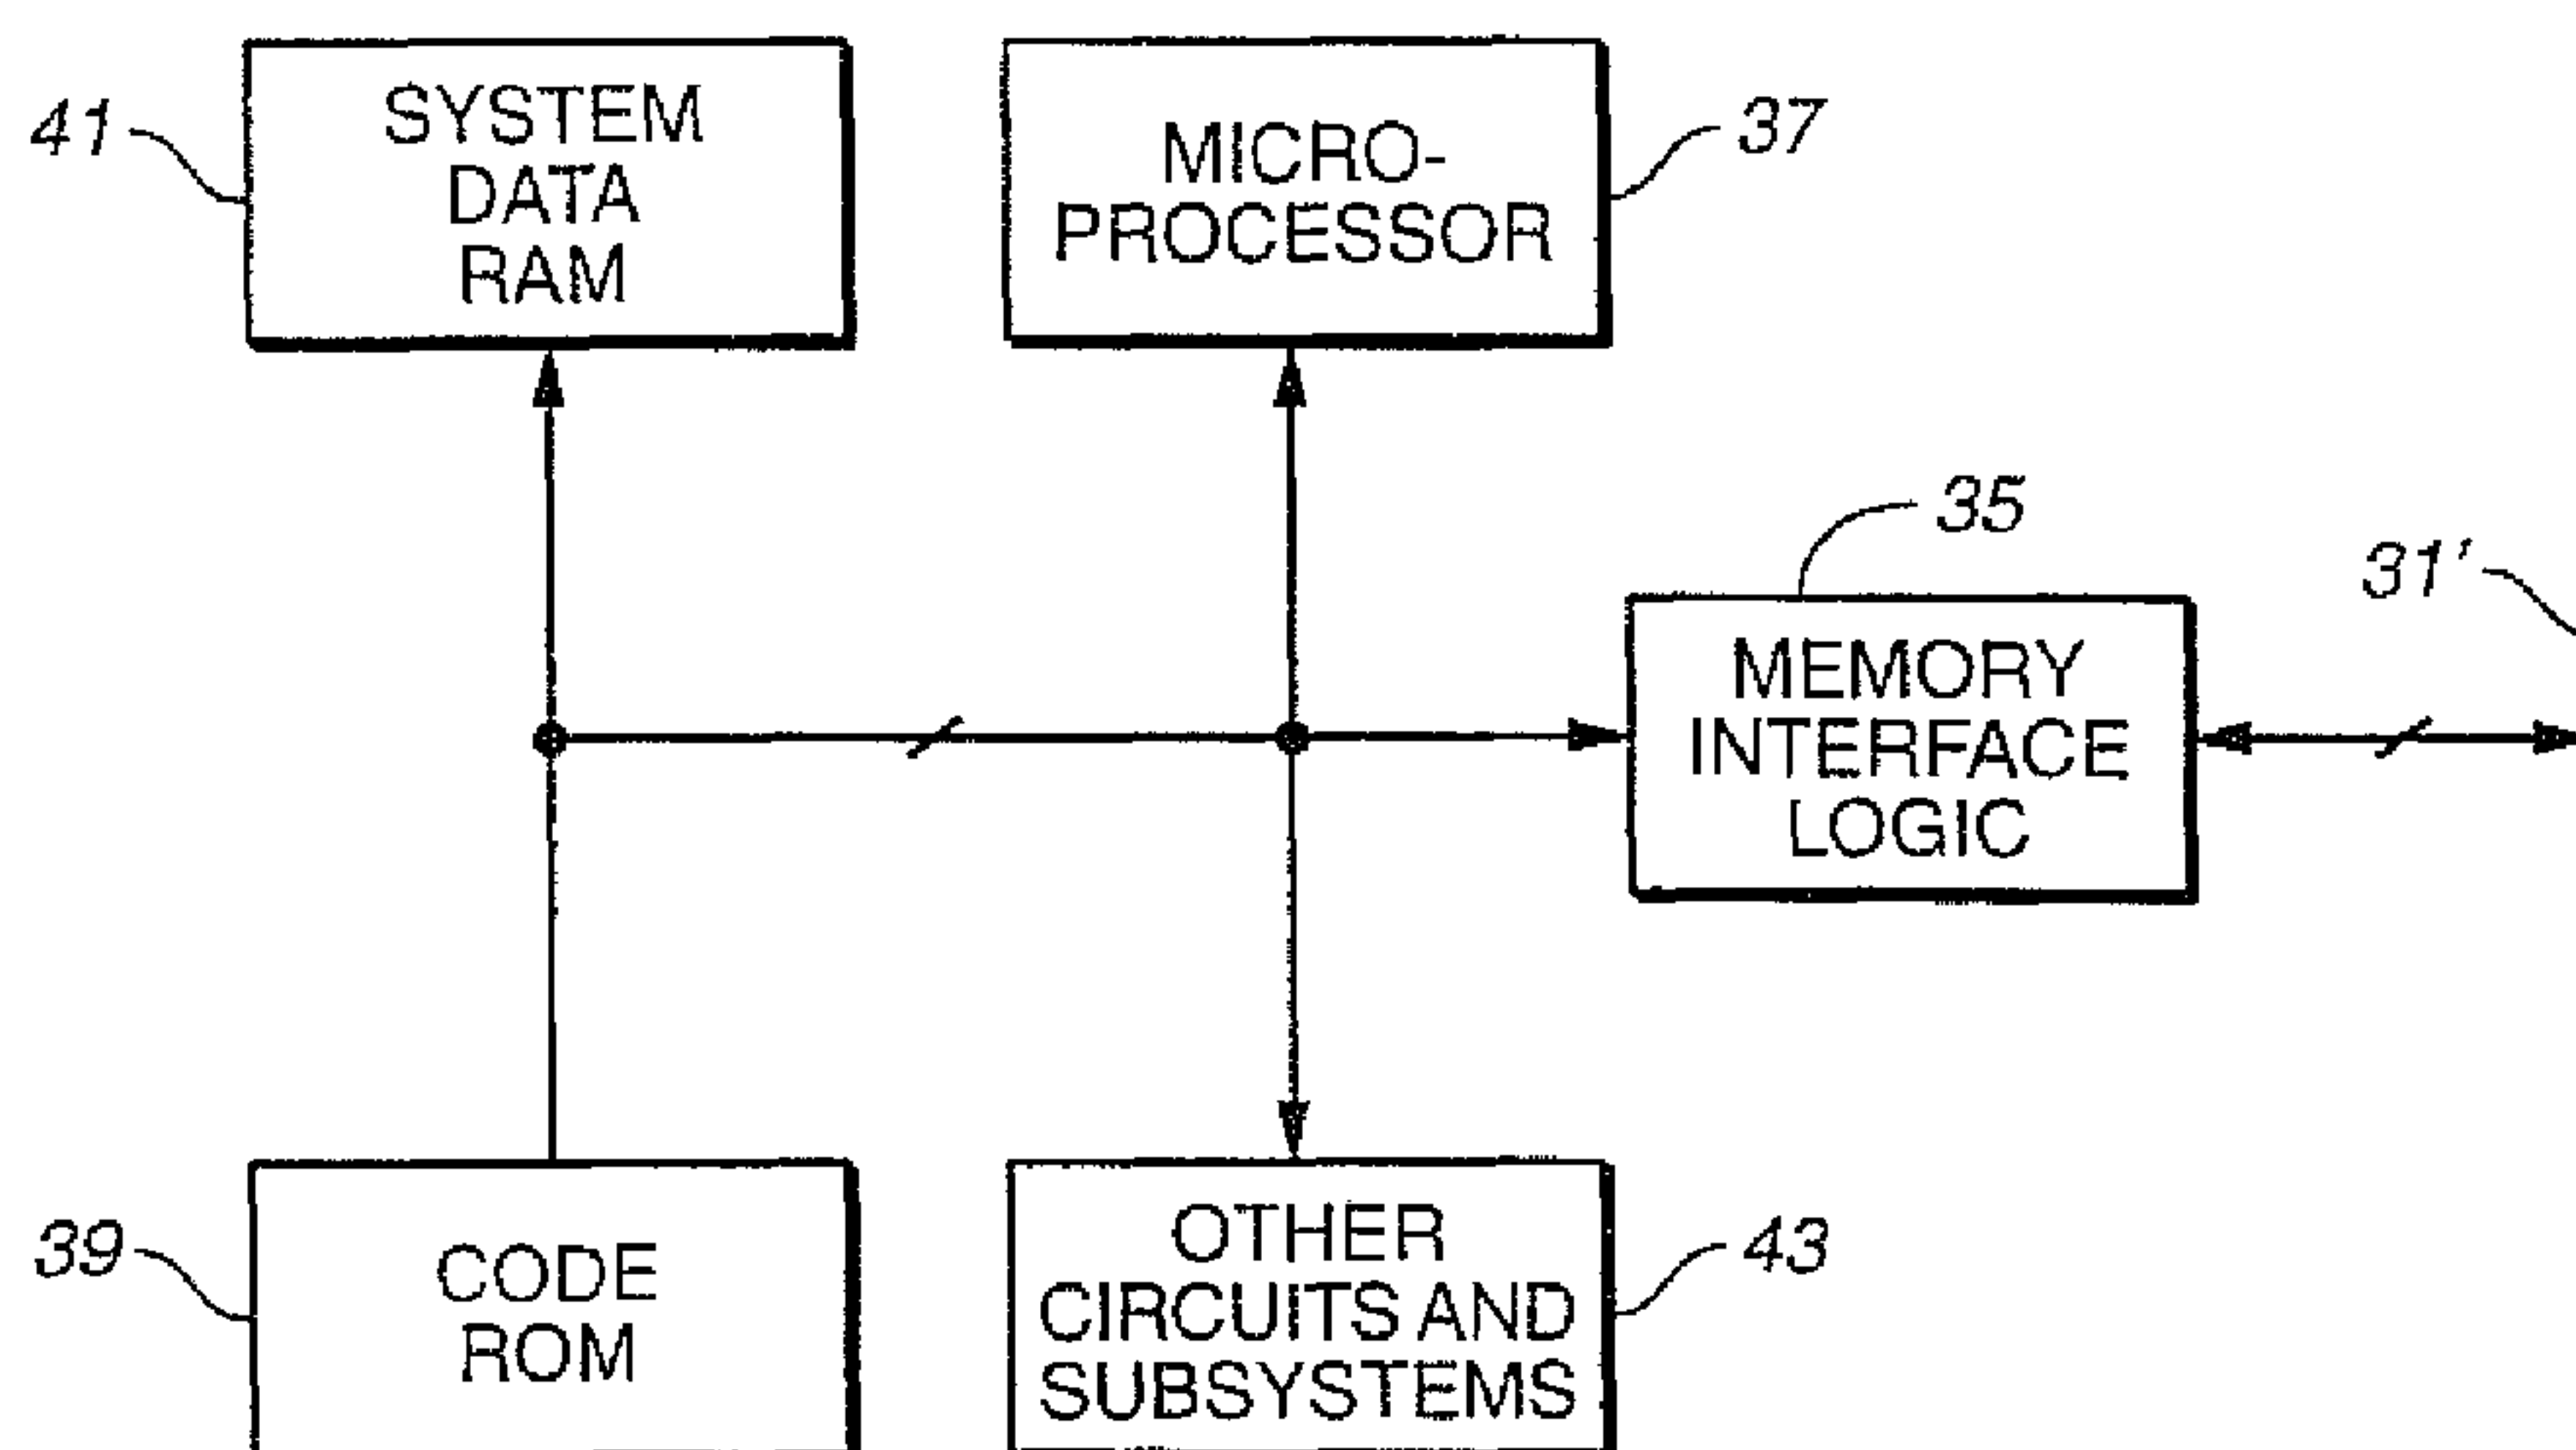 41
SYSTEM
DATA
RAM
MICRO-
PROCESSOR
37
35
31'
MEMORY
INTERFACE
LOGIC
39
CODE
ROM
OTHER
CIRCUITS AND
SUBSYSTEMS
43